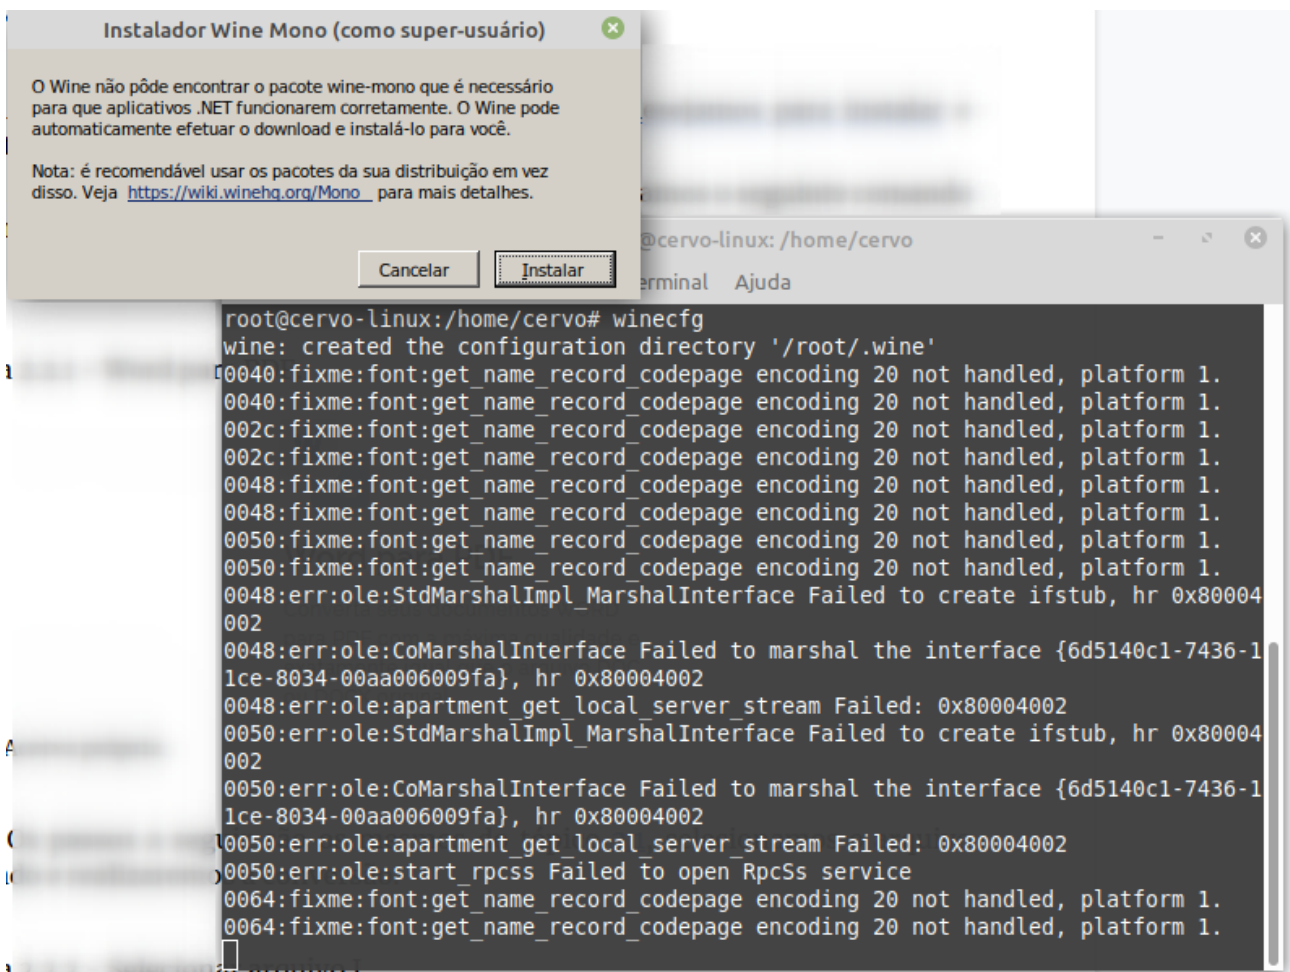 Instalador Wine Mono (como super-usuário)
O Wine não pôde encontrar o pacote wine-mono que é necessário
para que aplicativos .NET funcionarem corretamente. O Wine pode
automaticamente efetuar o download e instalá-lo para você.
Nota: é recomendável usar os pacotes da sua distribuição em vez
disso. Veja https://wiki.winehq.org/Mono para mais detalhes.
Cancelar Instalar
@cervo-linux: /home/cervo
erminal Ajuda
root@cervo-linux:/home/cervo# winecfg
wine: created the configuration directory '/root/.wine'
0040:fixme:font:get_name_record_codepage encoding 20 not handled, platform 1.
0040:fixme:font:get_name_record_codepage encoding 20 not handled, platform 1.
002c:fixme:font:get_name_record_codepage encoding 20 not handled, platform 1.
002c:fixme:font:get_name_record_codepage encoding 20 not handled, platform 1.
0048:fixme:font:get_name_record_codepage encoding 20 not handled, platform 1.
0048:fixme:font:get_name_record_codepage encoding 20 not handled, platform 1.
0050:fixme:font:get_name_record_codepage encoding 20 not handled, platform 1.
0050:fixme:font:get_name_record_codepage encoding 20 not handled, platform 1.
0048:err:ole:StdMarshalImpl_MarshalInterface Failed to create ifstub, hr 0x80004
002
0048:err:ole:CoMarshalInterface Failed to marshal the interface {6d5140c1-7436-1
1ce-8034-00aa006009fa}, hr 0x80004002
0048:err:ole:apartment_get_local_server_stream Failed: 0x80004002
0050:err:ole:StdMarshalImpl_MarshalInterface Failed to create ifstub, hr 0x80004
002
0050:err:ole:CoMarshalInterface Failed to marshal the interface {6d5140c1-7436-1
1ce-8034-00aa006009fa}, hr 0x80004002
0050:err:ole:apartment_get_local_server_stream Failed: 0x80004002
0050:err:ole:start_rpcss Failed to open RpcSs service
0064:fixme:font:get_name_record_codepage encoding 20 not handled, platform 1.
0064:fixme:font:get_name_record_codepage encoding 20 not handled, platform 1.